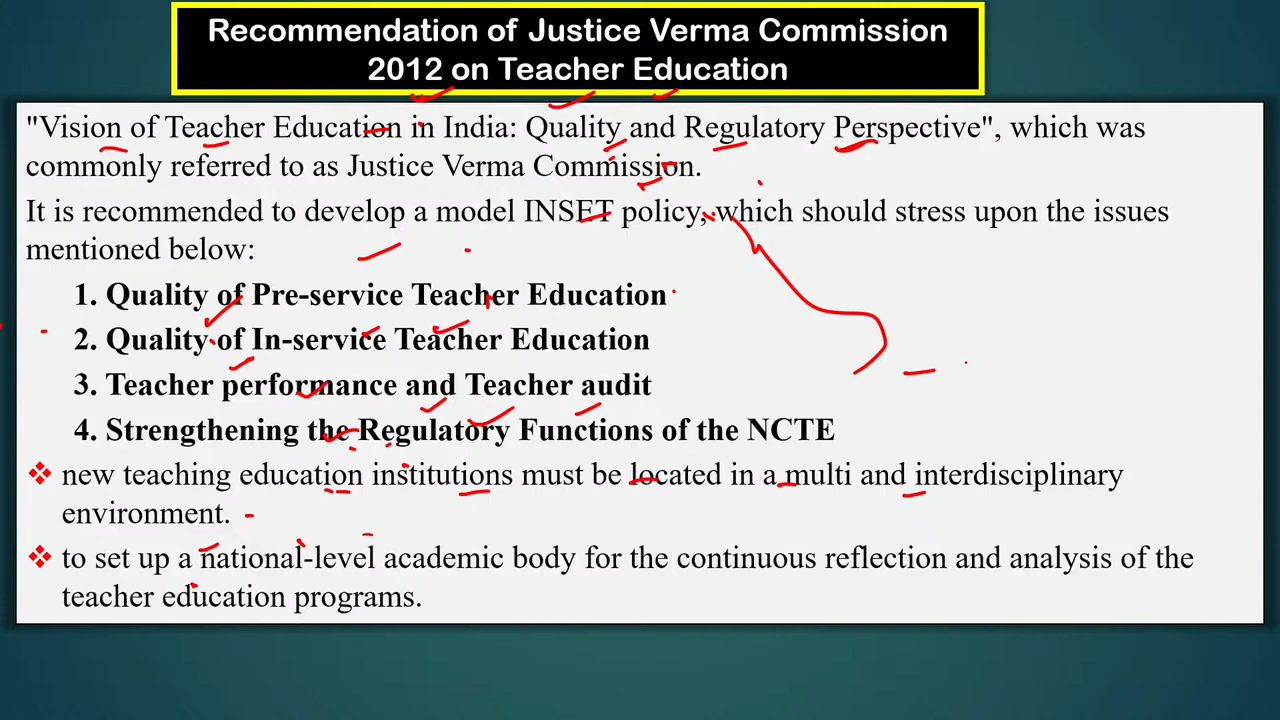 Recommendation of Justice Verma Commission
2012 on Teacher Education
"Vision of Teacher Education in India: Quality and Regulatory Perspective", which was
commonly referred to as Justice Verma Commission.
It is recommended to develop a model INSET policy, which should stress upon the issues
mentioned below:
1. Quality of Pre-service Teacher Education
2. Quality of In-service Teacher Education
3. Teacher performance and Teacher audit
4. Strengthening the Regulatory Functions of the NCTE
❖ new teaching education institutions must be located in a multi and interdisciplinary
environment.
❖ to set up a national-level academic body for the continuous reflection and analysis of the
teacher education programs.